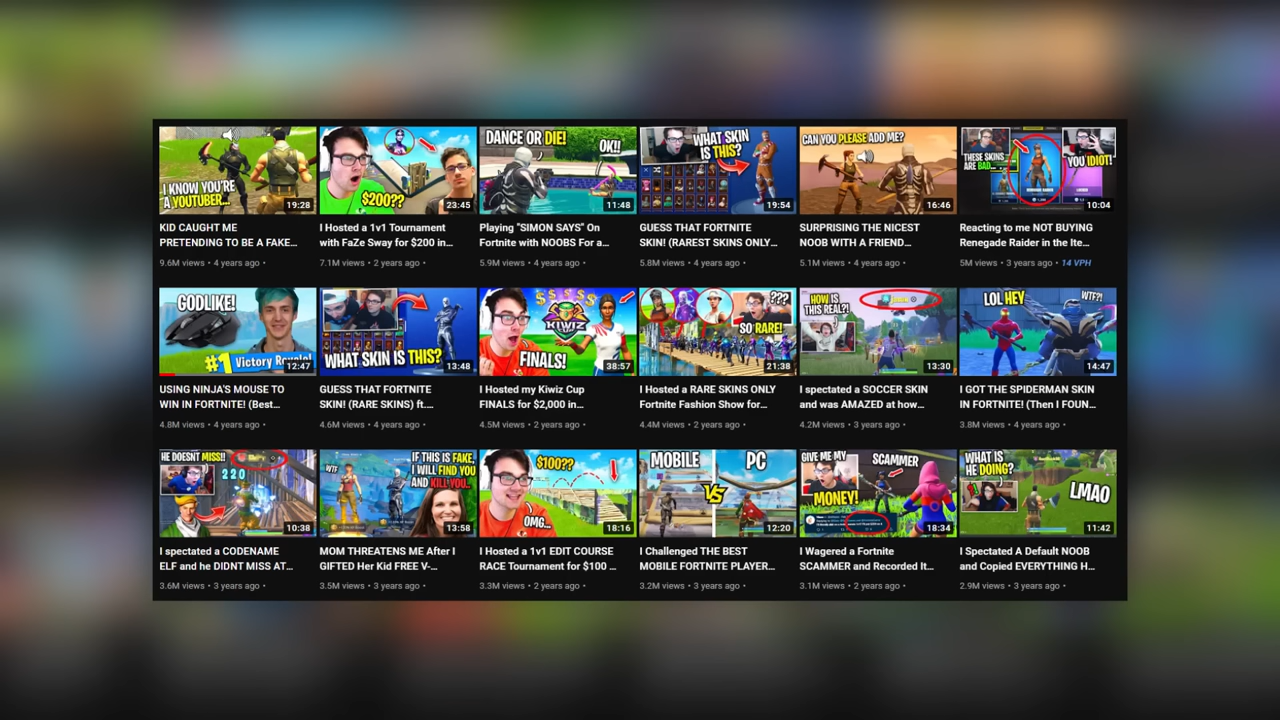 I KNOW YOU'RE
A YOUTUBER...
19:28
$200??
23:45
DANCE OR DIE!
OK!!
11:48
WHAT SKIN
IS THIS?
19:54
CAN YOU PLEASE ADD ME?
16:46
THESE SKINS
ARE BAD...
YOU IDIOT!
10:04
KID CAUGHT ME
PRETENDING TO BE A FAKE...
9.6M views • 4 years ago •
I Hosted a 1v1 Tournament
with FaZe Sway for $200 in...
7.1M views • 2 years ago •
Playing "SIMON SAYS" On
Fortnite with NOOBS For a...
5.9M views • 4 years ago •
GUESS THAT FORTNITE
SKIN! (RAREST SKINS ONLY...
5.8M views • 4 years ago •
SURPRISING THE NICEST
NOOB WITH A FRIEND...
5.1M views • 4 years ago •
Reacting to me NOT BUYING
Renegade Raider in the Ite...
5M views • 3 years ago • 14 VPH
GODLIKE!
#1 Victory Royale!
12:47
WHAT SKIN IS THIS?
13:48
$ $ $ $ $
KIWIZ
FINALS!
38:57
???
SO RARE!
21:38
HOW IS
THIS REAL?!
13:30
LOL HEY
WTF?!
14:47
USING NINJA'S MOUSE TO
WIN IN FORTNITE! (Best...
4.8M views • 4 years ago •
GUESS THAT FORTNITE
SKIN! (RARE SKINS) ft....
4.6M views • 4 years ago •
I Hosted my Kiwiz Cup
FINALS for $2,000 in...
4.5M views • 2 years ago •
I Hosted a RARE SKINS ONLY
Fortnite Fashion Show for...
4.4M views • 2 years ago •
I spectated a SOCCER SKIN
and was AMAZED at how...
4.2M views • 3 years ago •
I GOT THE SPIDERMAN SKIN
IN FORTNITE! (Then I FOUN...
3.8M views • 4 years ago •
HE DOESNT MISS!!
220
10:38
WTF
IF THIS IS FAKE,
I WILL FIND YOU
AND KILL YOU..
13:58
$100??
OMG...
18:16
MOBILE
VS
PC
12:20
GIVE ME MY
MONEY!
SCAMMER
18:34
WHAT IS
HE DOING?
LMAO
11:42
I spectated a CODENAME
ELF and he DIDNT MISS AT...
3.6M views • 3 years ago •
MOM THREATENS ME After I
GIFTED Her Kid FREE V-...
3.5M views • 3 years ago •
I Hosted a 1v1 EDIT COURSE
RACE Tournament for $100 ...
3.3M views • 2 years ago •
I Challenged THE BEST
MOBILE FORTNITE PLAYER...
3.2M views • 3 years ago •
I Wagered a Fortnite
SCAMMER and Recorded It...
3.1M views • 2 years ago •
I Spectated A Default NOOB
and Copied EVERYTHING H...
2.9M views • 3 years ago •